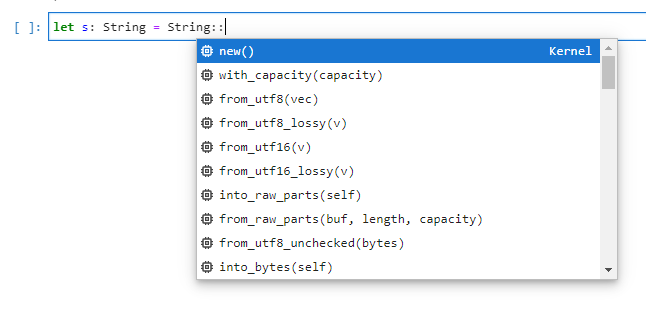 [ ]: let s: String = String::
new() Kernel
with_capacity(capacity)
from_utf8(vec)
from_utf8_lossy(v)
from_utf16(v)
from_utf16_lossy(v)
into_raw_parts(self)
from_raw_parts(buf, length, capacity)
from_utf8_unchecked(bytes)
into_bytes(self)